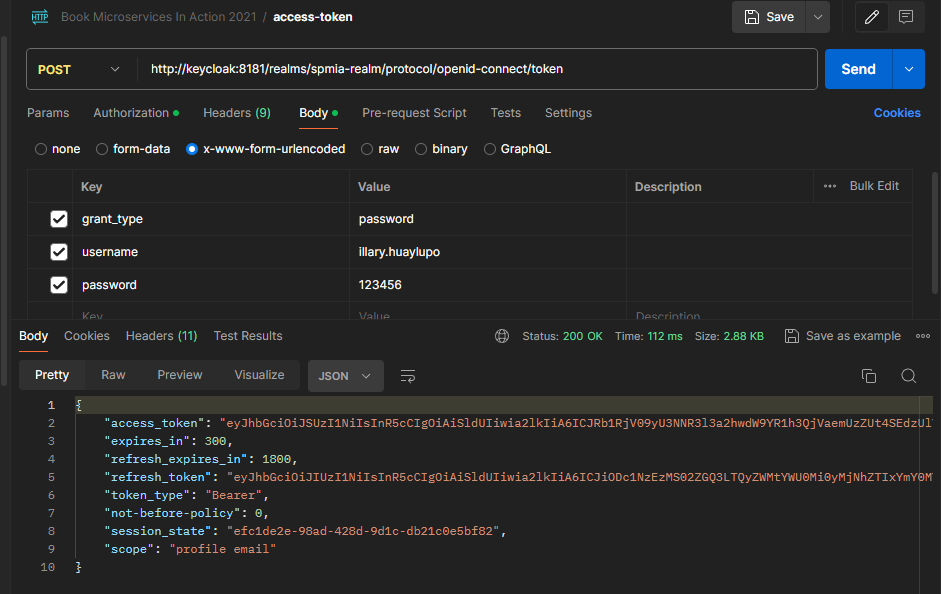 HTTP Book Microservices In Action 2021 / access-token Save
POST http://keycloak:8181/realms/spmia-realm/protocol/openid-connect/token Send
Params Authorization Headers (9) Body Pre-request Script Tests Settings Cookies
none form-data x-www-form-urlencoded raw binary GraphQL
Key Value Description ••• Bulk Edit
grant_type password
username illary.huaylupo
password 123456
Key Value Description
Body Cookies Headers (11) Test Results Status: 200 OK Time: 112 ms Size: 2.88 KB Save as example
Pretty Raw Preview Visualize JSON
1 {
2 "access_token": "eyJhbGciOiJSUzI1NiIsInR5cCIgOiAiSldUIiwia2lkIiA6ICJRb1RjV09yU3NNR3l3a2hwdW9YR1h3QjVaemUzZUt4SEdzUl
3 "expires_in": 300,
4 "refresh_expires_in": 1800,
5 "refresh_token": "eyJhbGciOiJIUzI1NiIsInR5cCIgOiAiSldUIiwia2lkIiA6ICJiODc1NzEzMS02ZGQ3LTQyZWMtYWU0Mi0yMjNhZTIxYmY0M
6 "token_type": "Bearer",
7 "not-before-policy": 0,
8 "session_state": "efc1de2e-98ad-428d-9d1c-db21c0e5bf82",
9 "scope": "profile email"
10 }